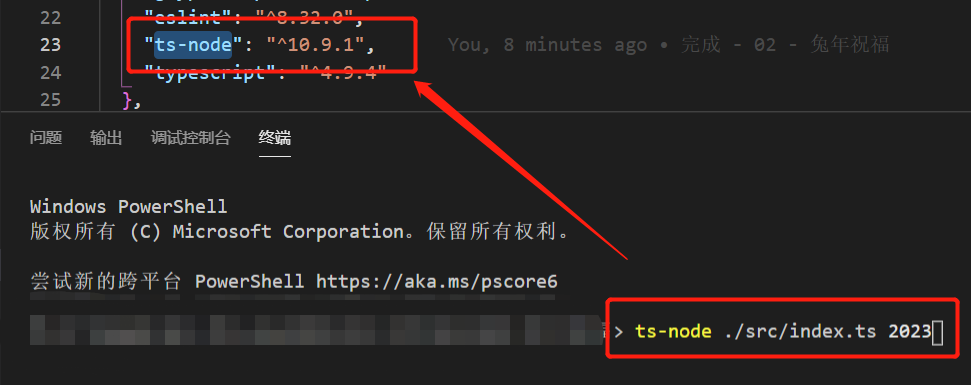 22 "eslint": "^8.32.0",
23 "ts-node": "^10.9.1", You, 8 minutes ago • 完成 - 02 - 兔年祝福
24 "typescript": "^4.9.4"
25 },
问题 输出 调试控制台 终端
Windows PowerShell
版权所有 (C) Microsoft Corporation。保留所有权利。
尝试新的跨平台 PowerShell https://aka.ms/pscore6
> ts-node ./src/index.ts 2023